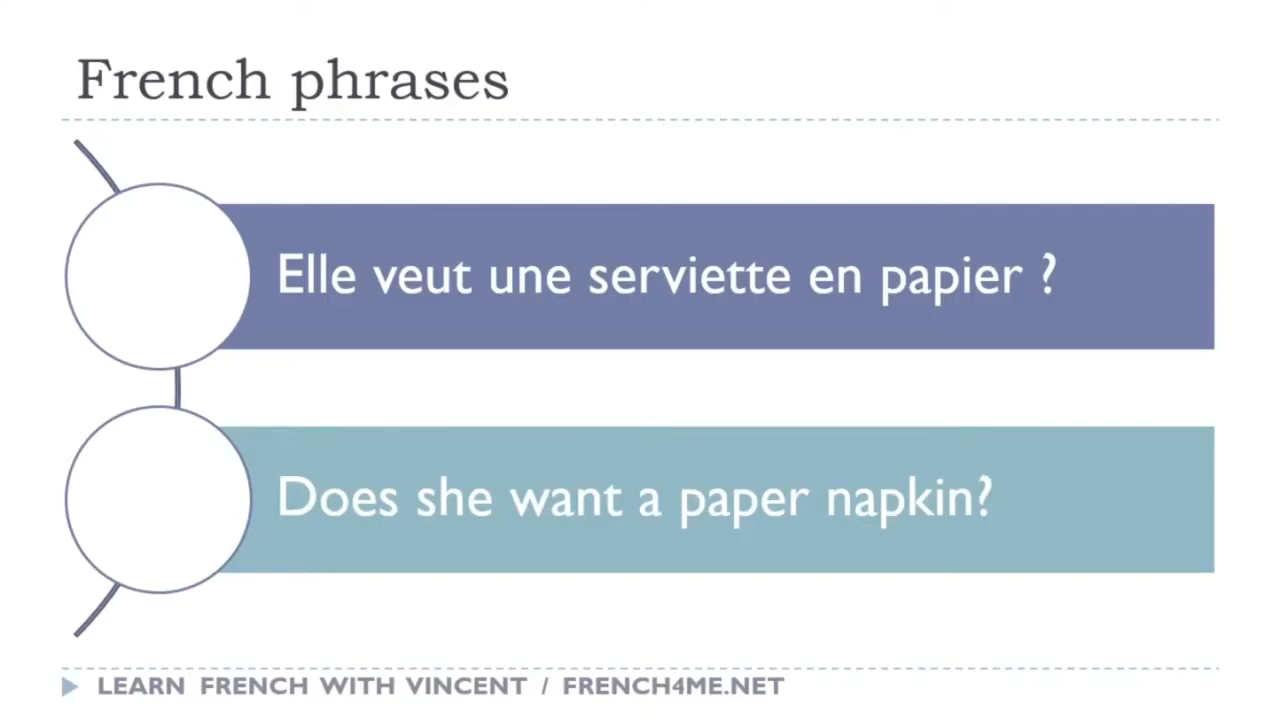 French phrases
Elle veut une serviette en papier ?
Does she want a paper napkin?
LEARN FRENCH WITH VINCENT / FRENCH4ME.NET